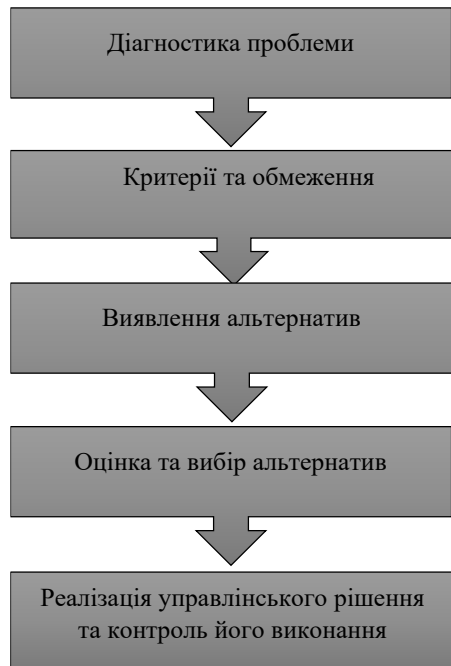 Діагностика проблеми
Критерії та обмеження
Виявлення альтернатив
Оцінка та вибір альтернатив
Реалізація управлінського рішення
та контроль його виконання